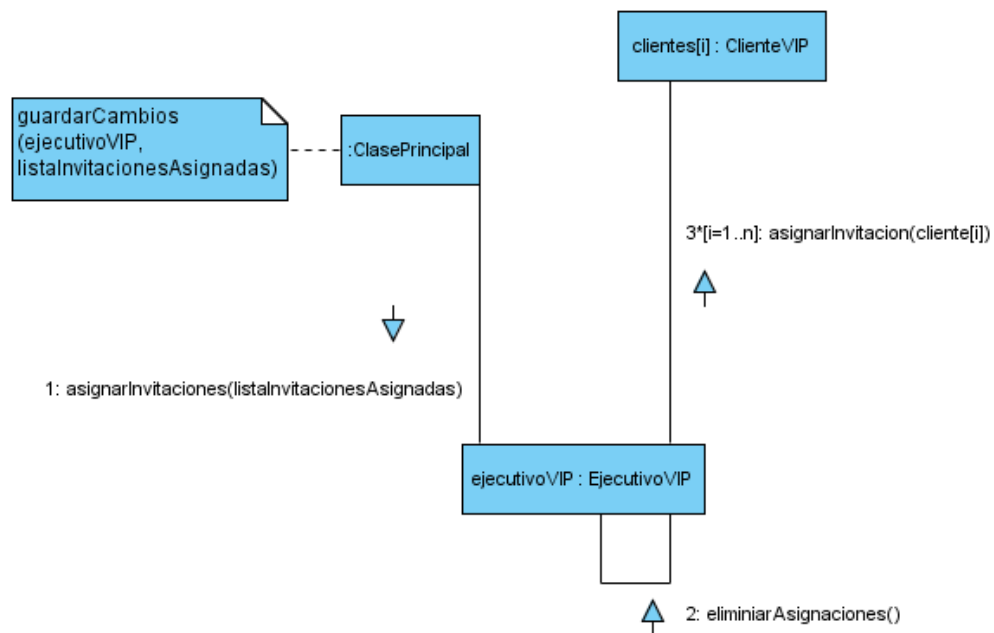 clientes[i] : ClienteVIP
guardarCambios
(ejecutivoVIP,
listaInvitacionesAsignadas)
:ClasePrincipal
3*[i=1..n]: asignarInvitacion(cliente[i])
1: asignarInvitaciones(listaInvitacionesAsignadas)
ejecutivoVIP : EjecutivoVIP
2: eliminiarAsignaciones()